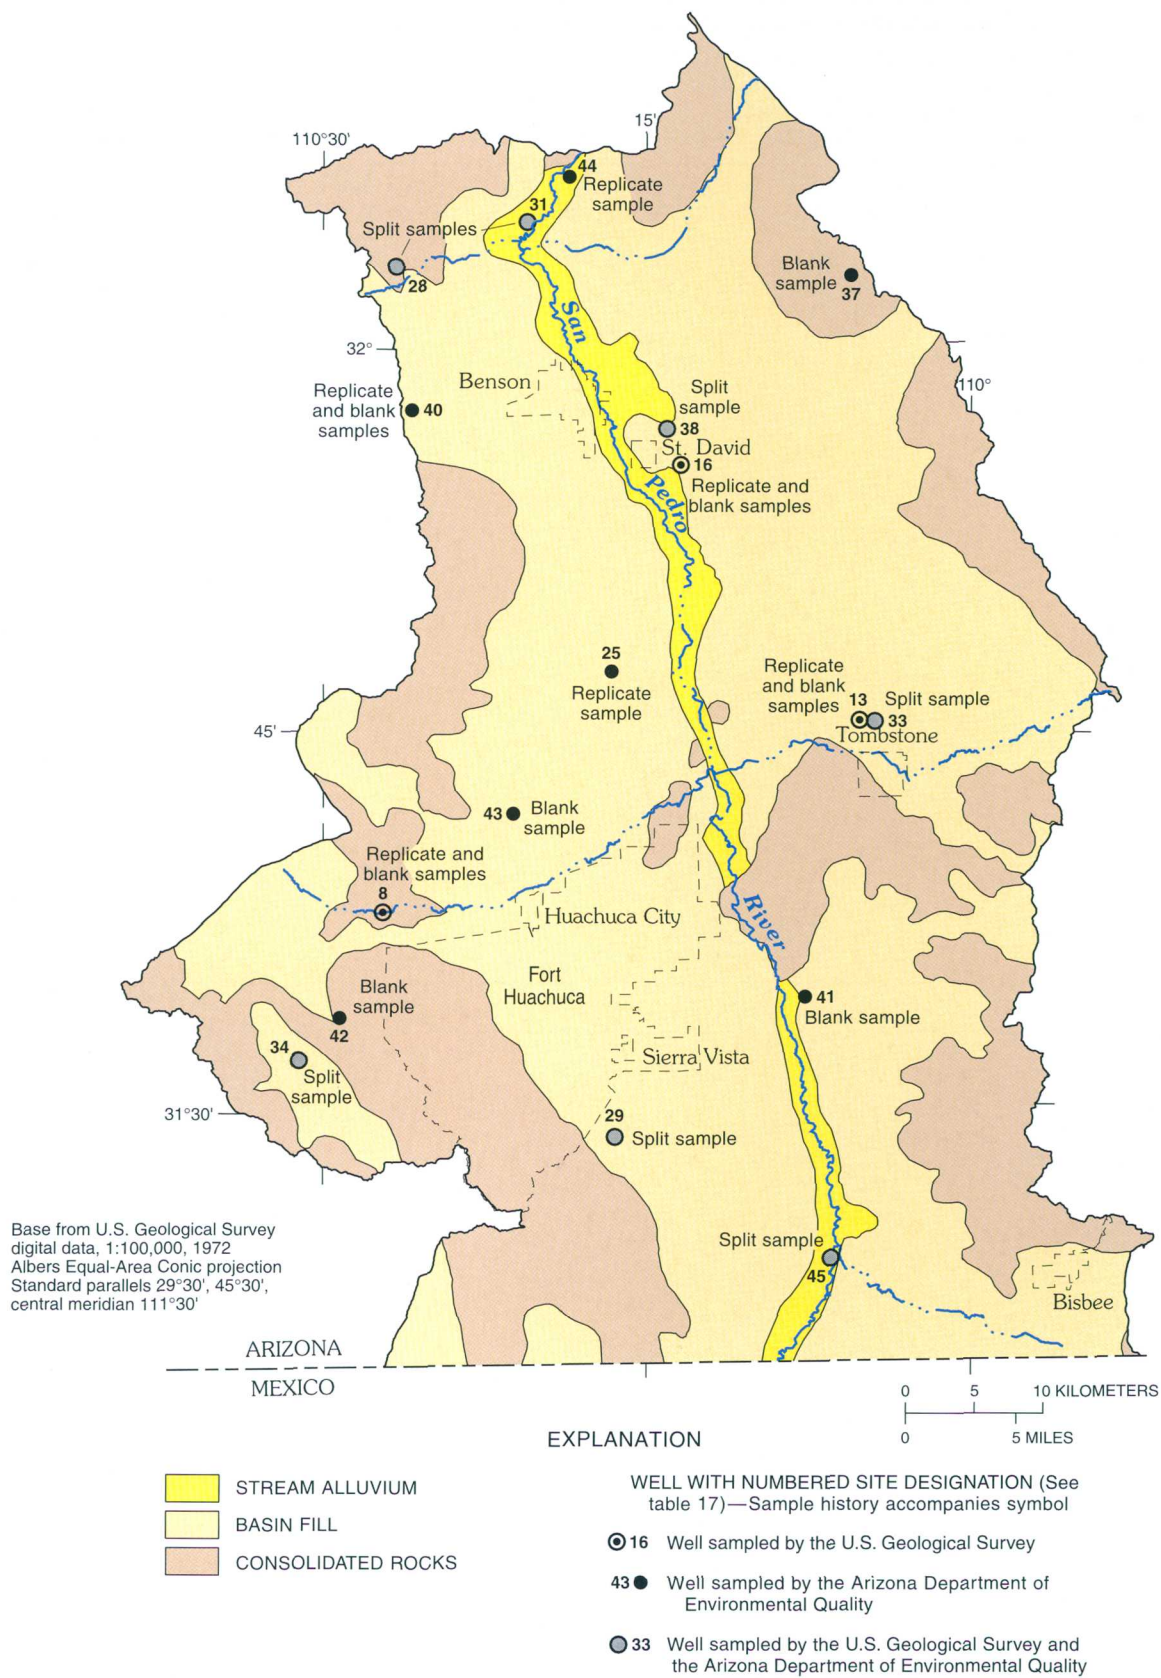 15'
110°30'
44
Replicate
sample
31
Split samples
28
Blank
sample
37
San
32°
Benson
110°
Replicate
and blank
samples
40
Split
sample
38
St. David
16
Replicate and
blank samples
Pedro
25
Replicate
sample
Replicate
and blank
samples
13
Split sample
33
Tombstone
45'
43
Blank
sample
Replicate and
blank samples
8
Huachuca City
River
Fort
Huachuca
Blank
sample
42
41
Blank sample
34
Split
sample
Sierra Vista
31°30'
29
Split sample
Base from U.S. Geological Survey
digital data, 1:100,000, 1972
Albers Equal-Area Conic projection
Standard parallels 29°30', 45°30',
central meridian 111°30'
Split sample
45
Bisbee
ARIZONA
MEXICO
0 5 10 KILOMETERS
0 5 MILES
EXPLANATION
STREAM ALLUVIUM
BASIN FILL
CONSOLIDATED ROCKS
WELL WITH NUMBERED SITE DESIGNATION (See
table 17)—Sample history accompanies symbol
16 Well sampled by the U.S. Geological Survey
43 Well sampled by the Arizona Department of
Environmental Quality
33 Well sampled by the U.S. Geological Survey and
the Arizona Department of Environmental Quality